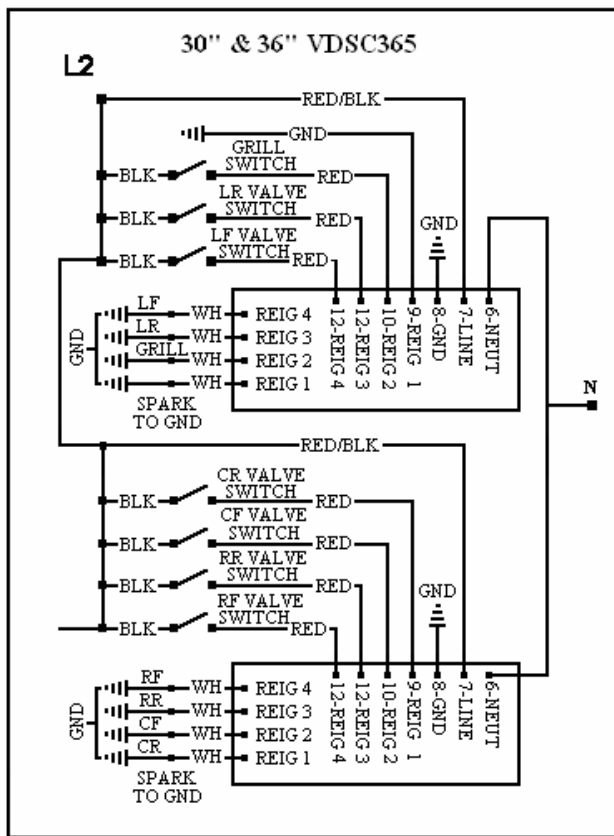 30" & 36" VDSC365
L2
RED/BLK
GND
GRILL
SWITCH
BLK
RED
LR VALVE
SWITCH
BLK
RED
GND
LF VALVE
SWITCH
BLK
RED
LF
WH
REIG 4
LR
WH
REIG 3
GRILL
WH
REIG 2
WH
REIG 1
GND
SPARK
TO GND
12-REIG 4
12-REIG 3
10-REIG 2
9-REIG 1
8-GND
7-LINE
6-NEUT
N
RED/BLK
CR VALVE
SWITCH
BLK
RED
CF VALVE
SWITCH
BLK
RED
RR VALVE
SWITCH
BLK
RED
GND
RF VALVE
SWITCH
BLK
RED
RF
WH
REIG 4
RR
WH
REIG 3
CF
WH
REIG 2
CR
WH
REIG 1
GND
SPARK
TO GND
12-REIG 4
12-REIG 3
10-REIG 2
9-REIG 1
8-GND
7-LINE
6-NEUT